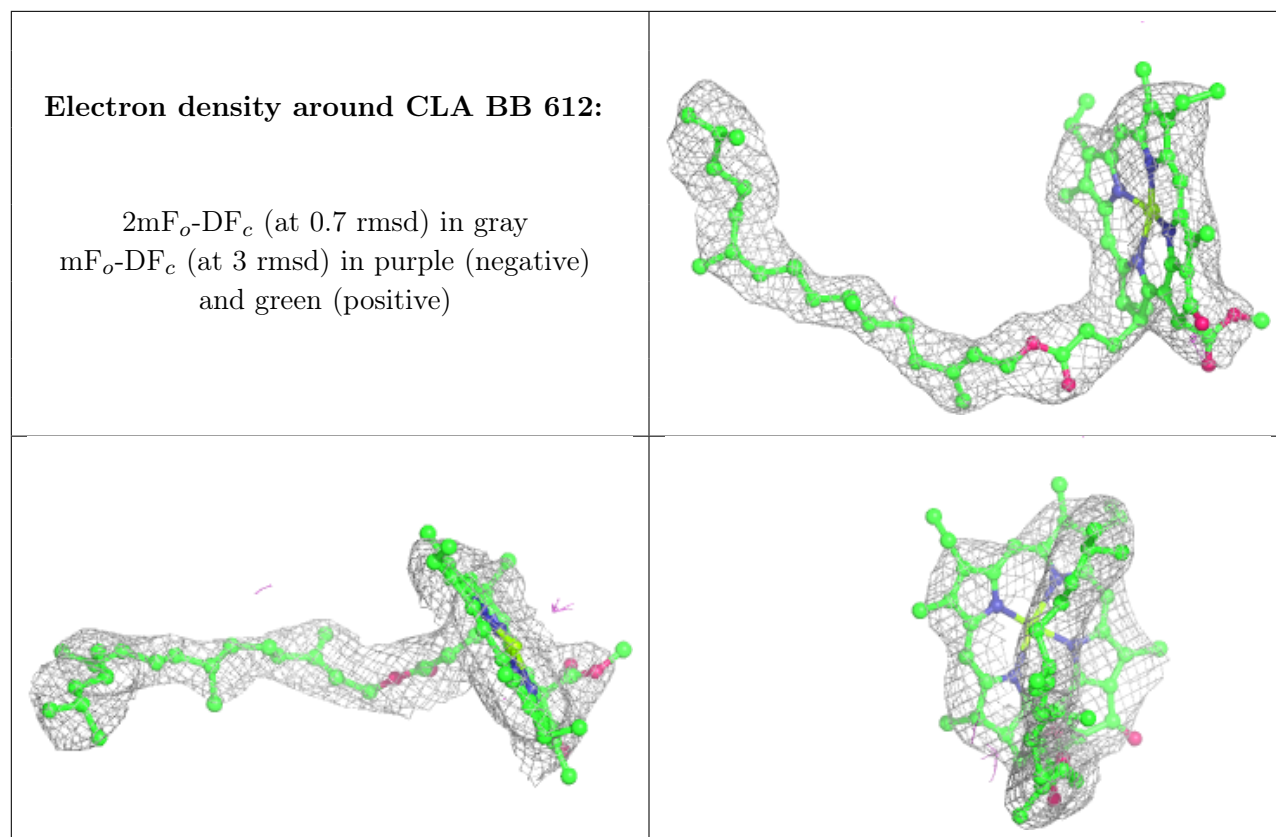 Electron density around CLA BB 612:
2mFo-DFc (at 0.7 rmsd) in gray
mFo-DFc (at 3 rmsd) in purple (negative)
and green (positive)